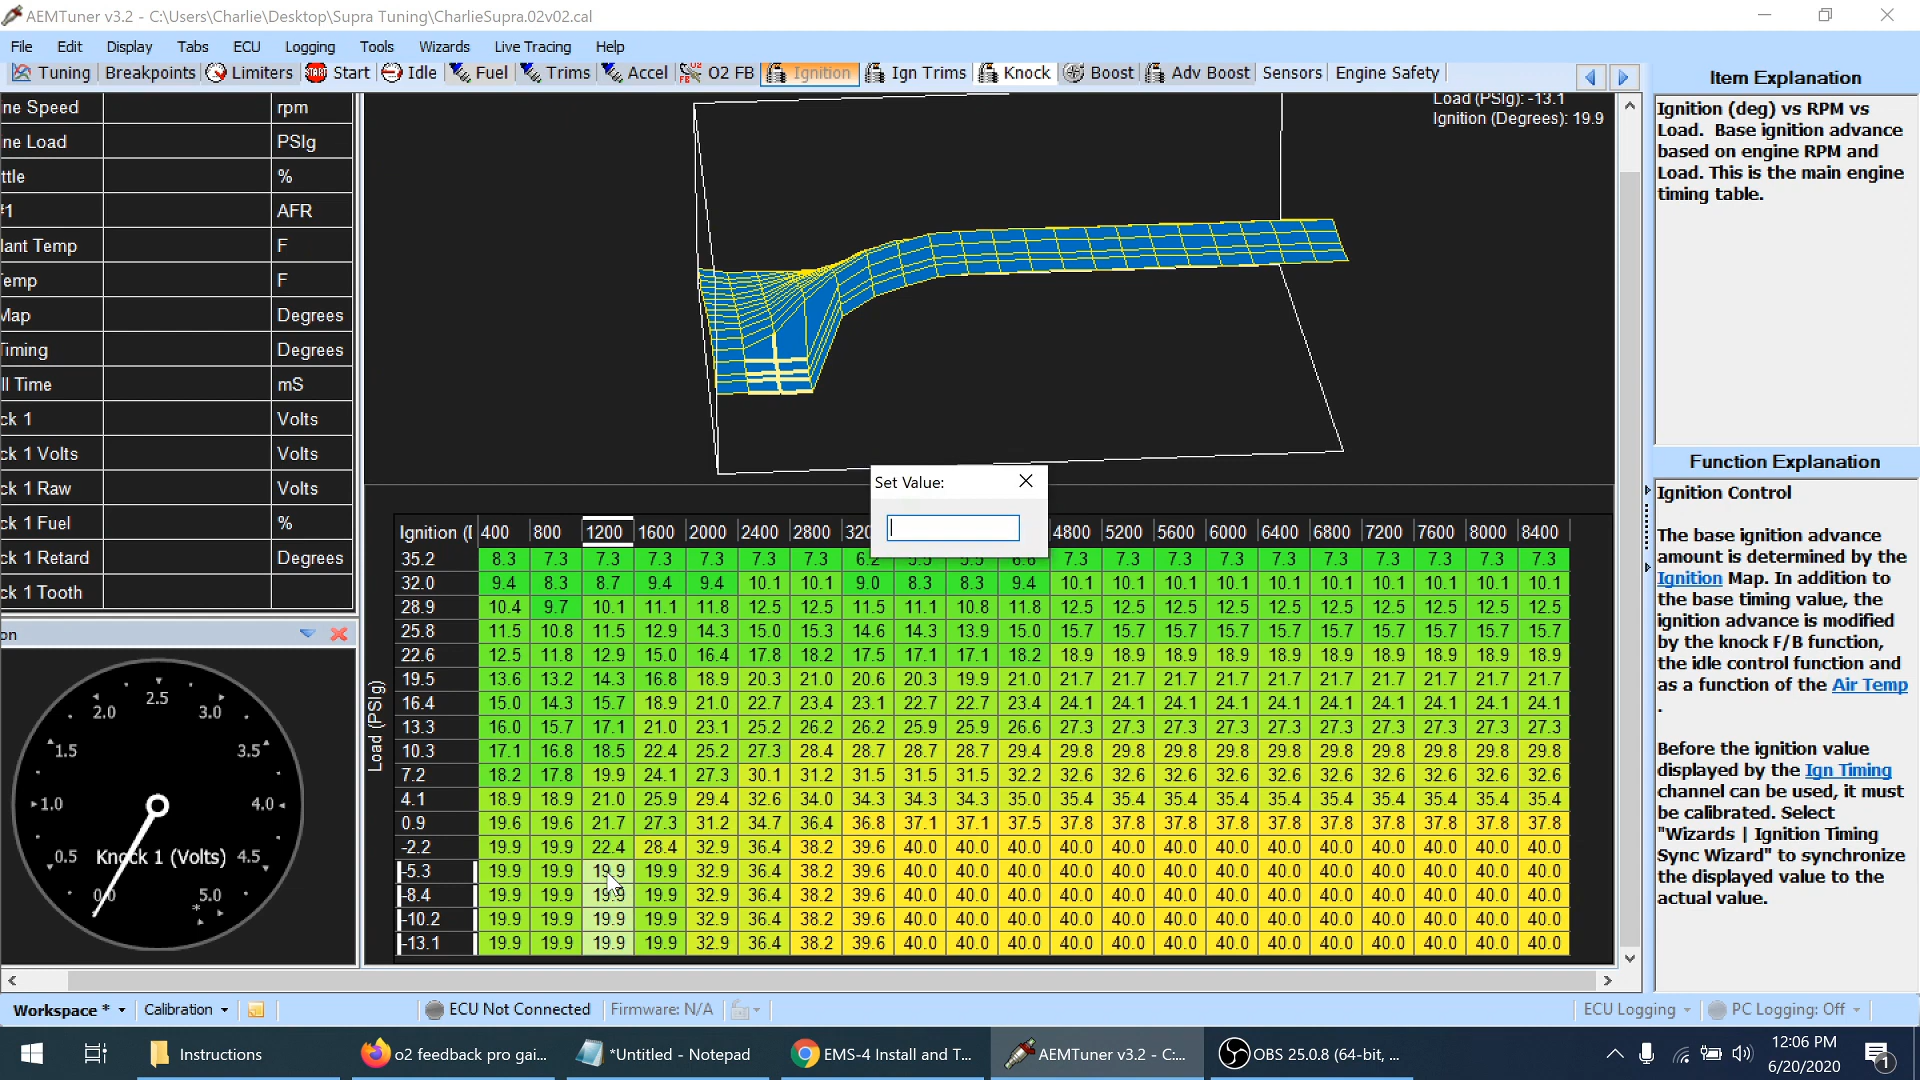 AEMTuner v3.2 - C:\Users\Charlie\Desktop\Supra Tuning\CharlieSupra.02v02.cal
File Edit Display Tabs ECU Logging Tools Wizards Live Tracing Help
Tuning Breakpoints Limiters START Start Idle Fuel Trims Accel O2 FB O2 FB Ignition Ign Trims Knock Boost Adv Boost Sensors Engine Safety
ne Speed rpm
ne Load PSIg
ttle %
#1 AFR
lant Temp F
emp F
Map Degrees
Timing Degrees
ll Time mS
ck 1 Volts
ck 1 Volts Volts
ck 1 Raw Volts
ck 1 Fuel %
ck 1 Retard Degrees
ck 1 Tooth
on
0.0 0.5 1.0 1.5 2.0 2.5 3.0 3.5 4.0 4.5 5.0
Knock 1 (Volts)
*
Load (PSIg): -13.1
Ignition (Degrees): 19.9
Set Value:
Load (PSIg)
Ignition ( 400 800 1200 1600 2000 2400 2800 320 4800 5200 5600 6000 6400 6800 7200 7600 8000 8400
35.2 8.3 7.3 7.3 7.3 7.3 7.3 7.3 6.2 5.5 5.5 6.6 7.3 7.3 7.3 7.3 7.3 7.3 7.3 7.3 7.3 7.3
32.0 9.4 8.3 8.7 9.4 9.4 10.1 10.1 9.0 8.3 8.3 9.4 10.1 10.1 10.1 10.1 10.1 10.1 10.1 10.1 10.1 10.1
28.9 10.4 9.7 10.1 11.1 11.8 12.5 12.5 11.5 11.1 10.8 11.8 12.5 12.5 12.5 12.5 12.5 12.5 12.5 12.5 12.5 12.5
25.8 11.5 10.8 11.5 12.9 14.3 15.0 15.3 14.6 14.3 13.9 15.0 15.7 15.7 15.7 15.7 15.7 15.7 15.7 15.7 15.7 15.7
22.6 12.5 11.8 12.9 15.0 16.4 17.8 18.2 17.5 17.1 17.1 18.2 18.9 18.9 18.9 18.9 18.9 18.9 18.9 18.9 18.9 18.9
19.5 13.6 13.2 14.3 16.8 18.9 20.3 21.0 20.6 20.3 19.9 21.0 21.7 21.7 21.7 21.7 21.7 21.7 21.7 21.7 21.7 21.7
16.4 15.0 14.3 15.7 18.9 21.0 22.7 23.4 23.1 22.7 22.7 23.4 24.1 24.1 24.1 24.1 24.1 24.1 24.1 24.1 24.1 24.1
13.3 16.0 15.7 17.1 21.0 23.1 25.2 26.2 26.2 25.9 25.9 26.6 27.3 27.3 27.3 27.3 27.3 27.3 27.3 27.3 27.3 27.3
10.3 17.1 16.8 18.5 22.4 25.2 27.3 28.4 28.7 28.7 28.7 29.4 29.8 29.8 29.8 29.8 29.8 29.8 29.8 29.8 29.8 29.8
7.2 18.2 17.8 19.9 24.1 27.3 30.1 31.2 31.5 31.5 31.5 32.2 32.6 32.6 32.6 32.6 32.6 32.6 32.6 32.6 32.6 32.6
4.1 18.9 18.9 21.0 25.9 29.4 32.6 34.0 34.3 34.3 34.3 35.0 35.4 35.4 35.4 35.4 35.4 35.4 35.4 35.4 35.4 35.4
0.9 19.6 19.6 21.7 27.3 31.2 34.7 36.4 36.8 37.1 37.1 37.5 37.8 37.8 37.8 37.8 37.8 37.8 37.8 37.8 37.8 37.8
-2.2 19.9 19.9 22.4 28.4 32.9 36.4 38.2 39.6 40.0 40.0 40.0 40.0 40.0 40.0 40.0 40.0 40.0 40.0 40.0 40.0 40.0
-5.3 19.9 19.9 19.9 19.9 32.9 36.4 38.2 39.6 40.0 40.0 40.0 40.0 40.0 40.0 40.0 40.0 40.0 40.0 40.0 40.0 40.0
-8.4 19.9 19.9 19.9 19.9 32.9 36.4 38.2 39.6 40.0 40.0 40.0 40.0 40.0 40.0 40.0 40.0 40.0 40.0 40.0 40.0 40.0
-10.2 19.9 19.9 19.9 19.9 32.9 36.4 38.2 39.6 40.0 40.0 40.0 40.0 40.0 40.0 40.0 40.0 40.0 40.0 40.0 40.0 40.0
-13.1 19.9 19.9 19.9 19.9 32.9 36.4 38.2 39.6 40.0 40.0 40.0 40.0 40.0 40.0 40.0 40.0 40.0 40.0 40.0 40.0 40.0
Item Explanation
Ignition (deg) vs RPM vs
Load. Base ignition advance
based on engine RPM and
Load. This is the main engine
timing table.
Function Explanation
Ignition Control
The base ignition advance
amount is determined by the
Ignition Map. In addition to
the base timing value, the
ignition advance is modified
by the knock F/B function,
the idle control function and
as a function of the Air Temp
.
Before the ignition value
displayed by the Ign Timing
channel can be used, it must
be calibrated. Select
"Wizards | Ignition Timing
Sync Wizard" to synchronize
the displayed value to the
actual value.
Workspace * Calibration ECU Not Connected Firmware: N/A ECU Logging PC Logging: Off
Instructions o2 feedback pro gai... *Untitled - Notepad EMS-4 Install and T... AEMTuner v3.2 - C:... OBS 25.0.8 (64-bit, ...
12:06 PM
6/20/2020
1